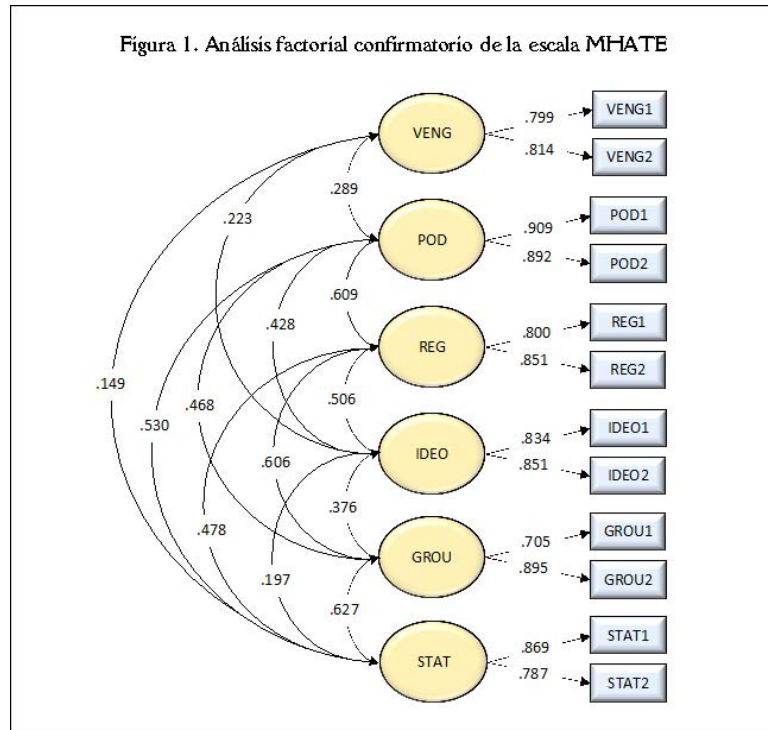 Figura 1. Análisis factorial confirmatorio de la escala MHATE
VENG
.799
VENG1
.814
VENG2
.289
.223
POD
.909
POD1
.892
POD2
.609
.428
REG
.800
REG1
.851
REG2
.149
.468
.530
.506
IDEO
.834
IDEO1
.851
IDEO2
.606
.376
.478
GROU
.705
GROU1
.895
GROU2
.197
.627
STAT
.869
STAT1
.787
STAT2